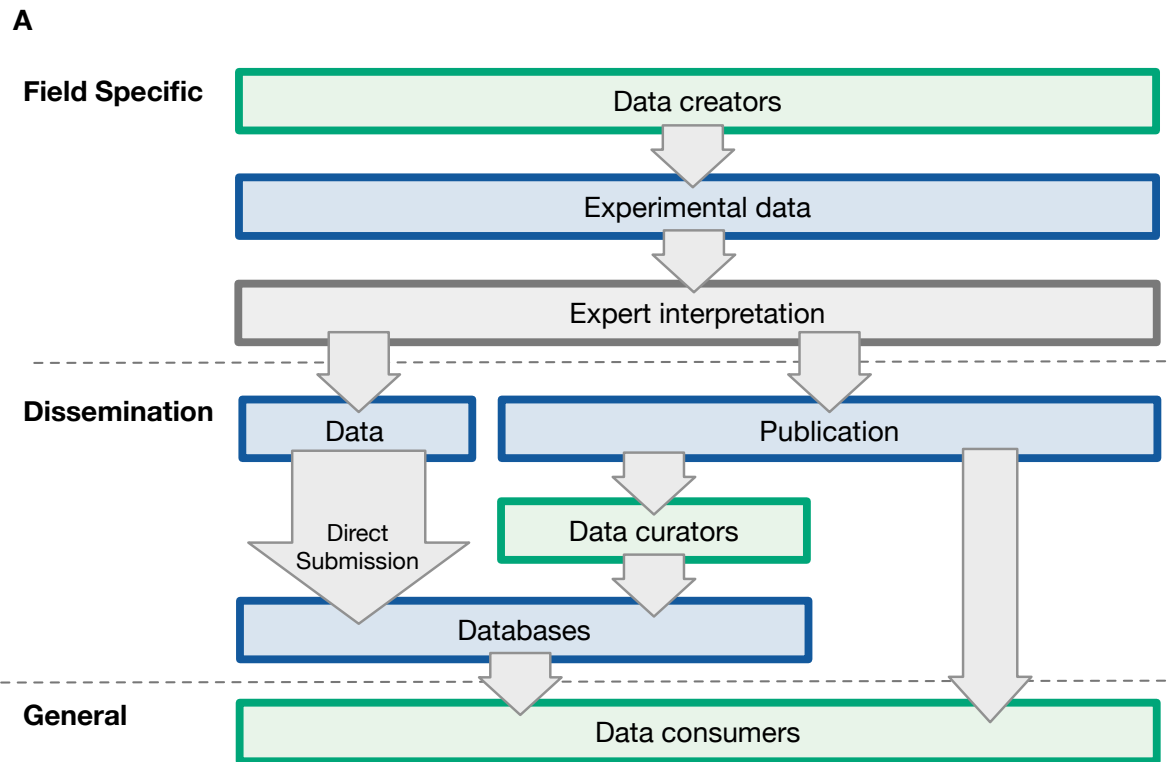 A
Field Specific
Data creators
Experimental data
Expert interpretation
Dissemination
Data
Publication
Direct
Submission
Data curators
Databases
General
Data consumers